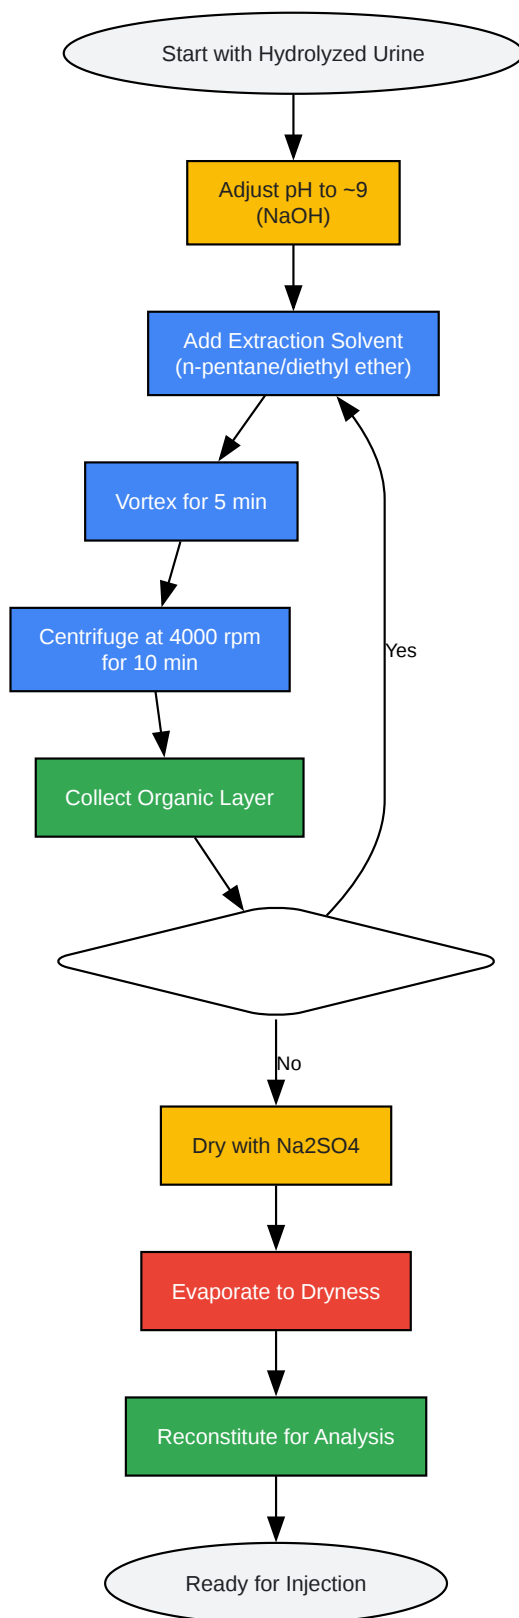 Start with Hydrolyzed Urine
Adjust pH to ~9
(NaOH)
Add Extraction Solvent
(n-pentane/diethyl ether)
Vortex for 5 min
Centrifuge at 4000 rpm
for 10 min
Yes
Collect Organic Layer
No
Dry with Na2SO4
Evaporate to Dryness
Reconstitute for Analysis
Ready for Injection